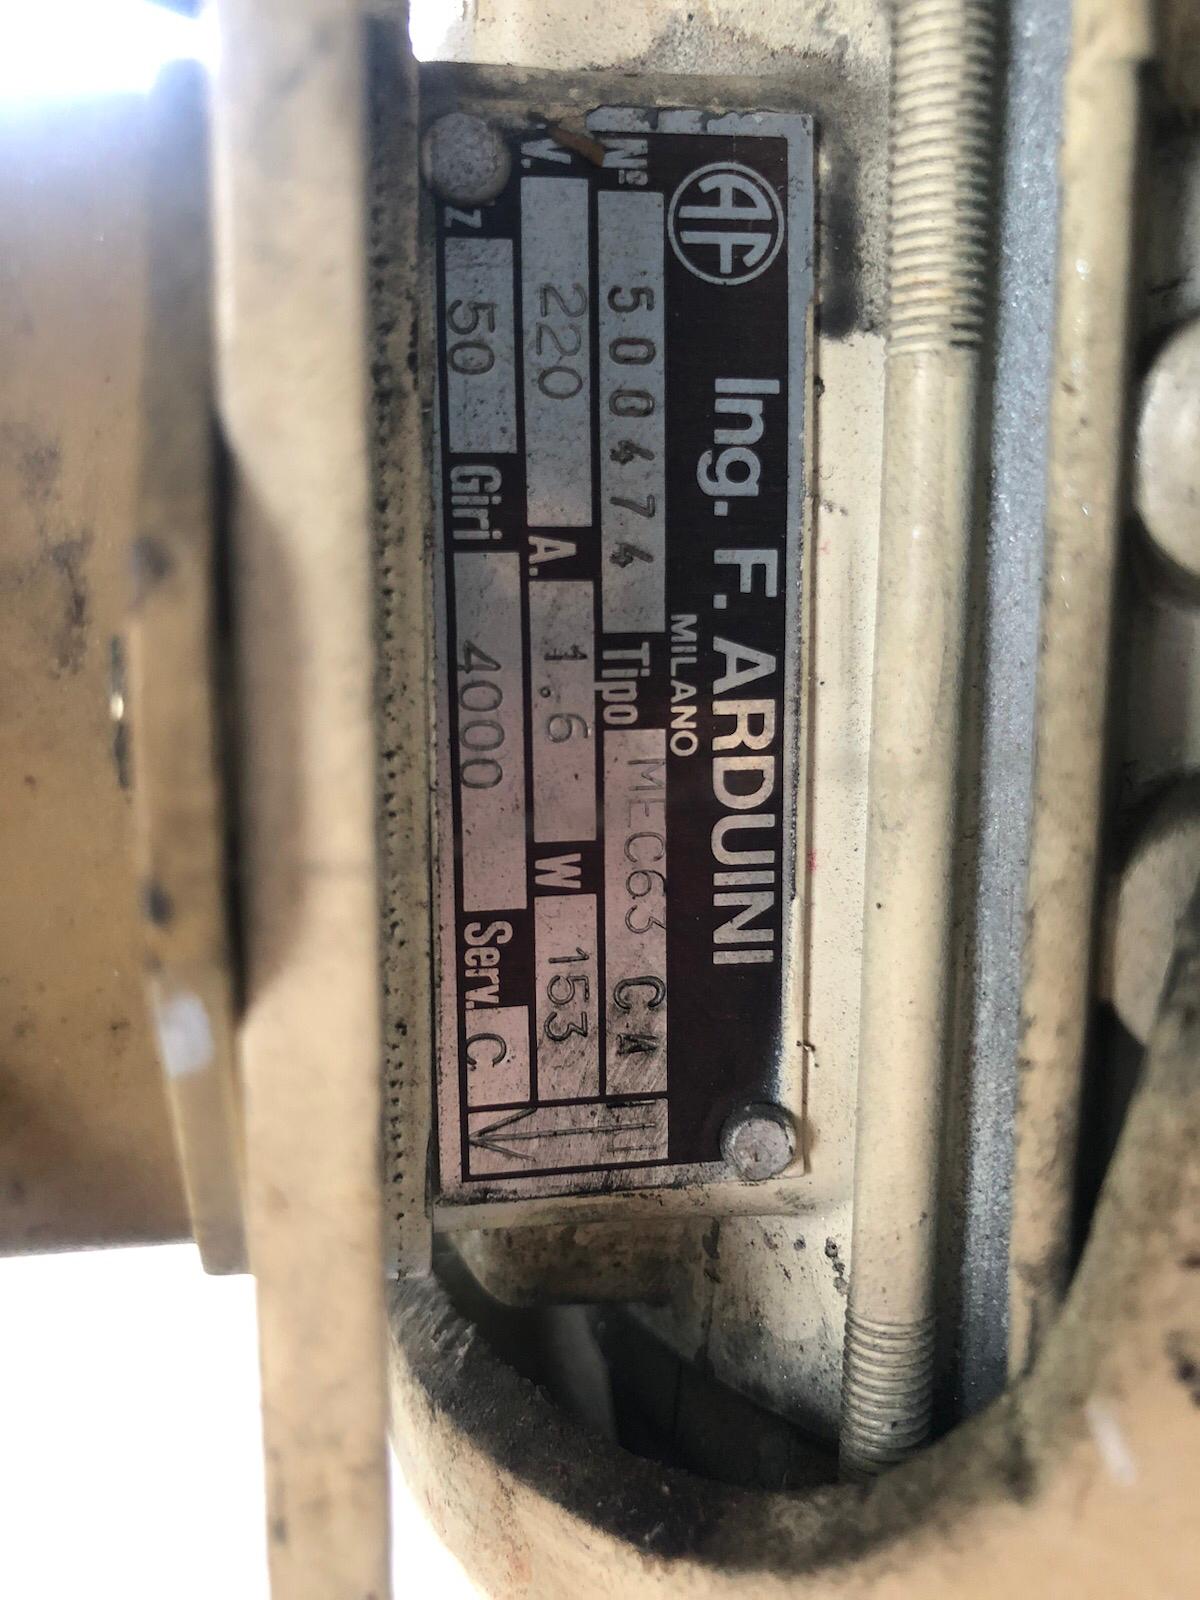 AF Ing. F. ARDUINI
MILANO
Nº 500474 Tipo MEC63 C4
V. 220 A. 1.6 W 153
z 50 Giri 4000 Serv. C.